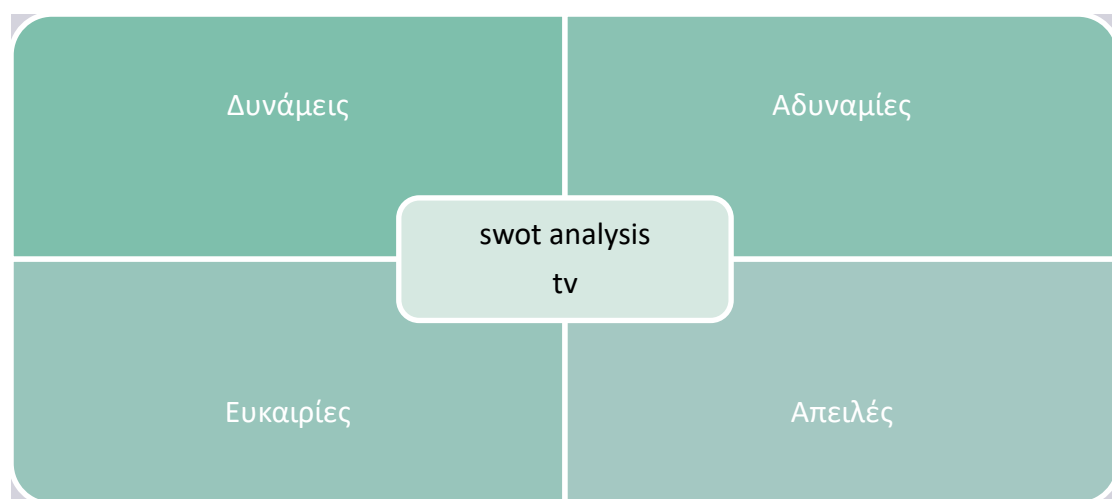 Δυνάμεις
Αδυναμίες
swot analysis
tv
Ευκαιρίες
Απειλές